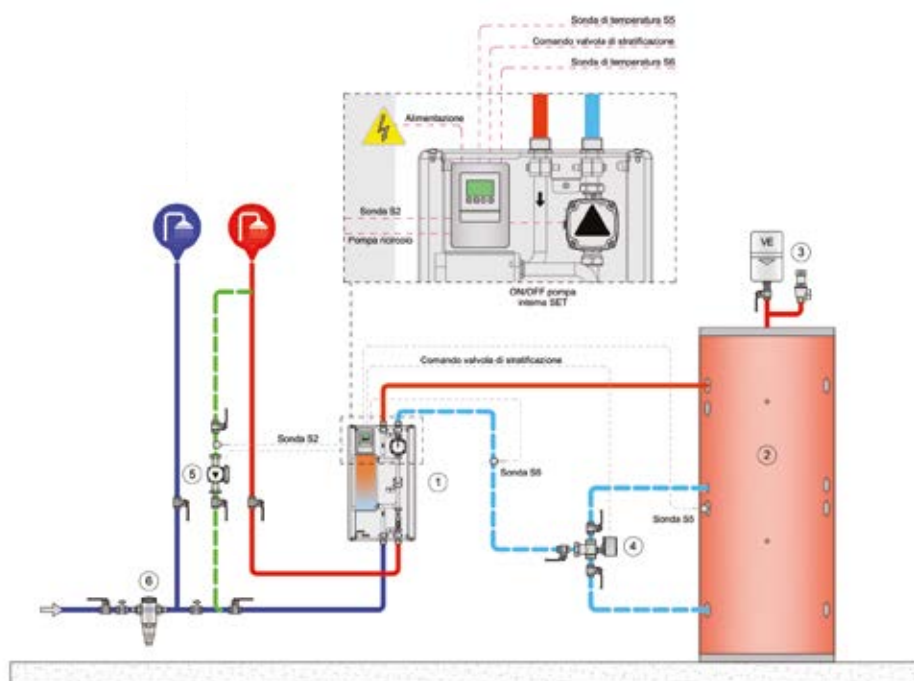 Sonda di temperatura S5
Comando valvola di stratificazione
Sonda di temperatura S6
Alimentazione
Sonda S2
Pompa ricircolo
ON/OFF pompa
interna SET
VE
3
Comando valvola di stratificazione
Sonda S2
5
1
Sonda S6
2
Sonda S5
4
6